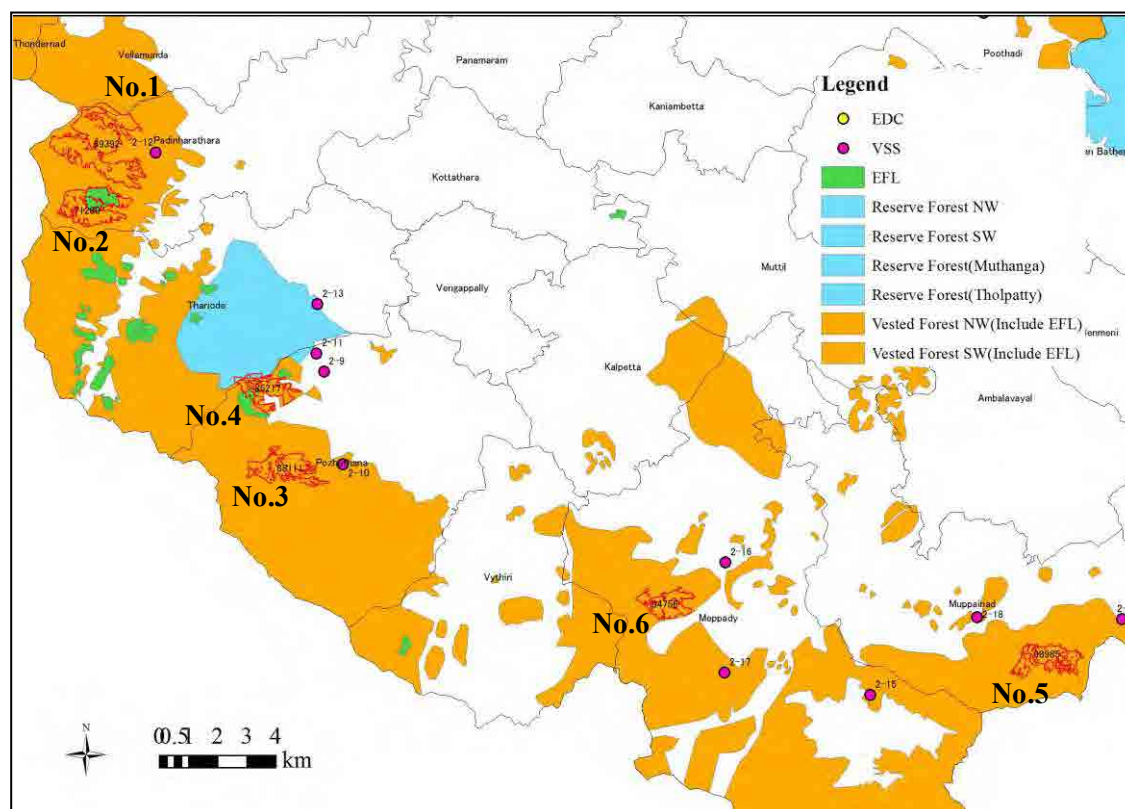 Thondernad
Vellamunda
Panamaram
Poothadi
No.1
Kaniambetta
Legend
EDC
VSS
EFL
Reserve Forest NW
Reserve Forest SW
Reserve Forest(Muthanga)
Reserve Forest(Tholpatty)
Vested Forest NW(Include EFL)
Vested Forest SW(Include EFL)
2-12
Padinharathara
Kottathara
No.2
Muttil
Vengappally
Thariode
2-13
2-11
2-9
Kalpetta
Ambalavayal
No.4
2-10
No.3
2-16
Vythiri
Meppady
Muppainad
2-18
No.6
2-17
2-15
No.5
N
0 0.5 1 2 3 4
km